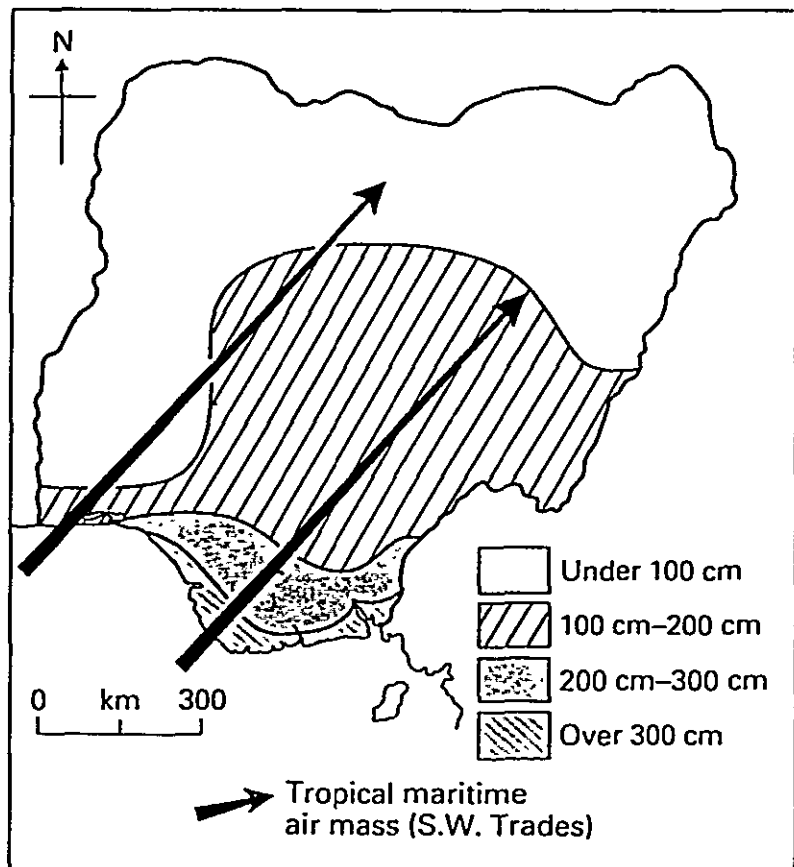 N
Under 100 cm
100 cm–200 cm
200 cm–300 cm
Over 300 cm
0 km 300
Tropical maritime
air mass (S.W. Trades)